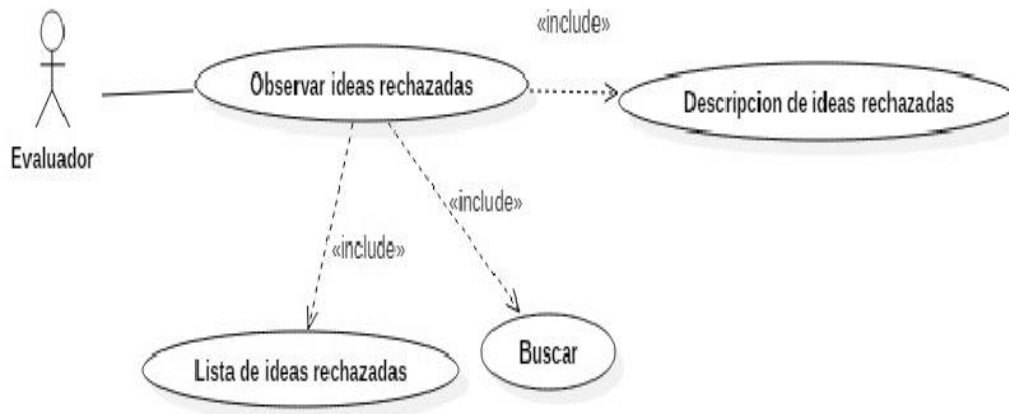 «include»
Observar ideas rechazadas
Descripcion de ideas rechazadas
Evaluador
«include»
«include»
Buscar
Lista de ideas rechazadas